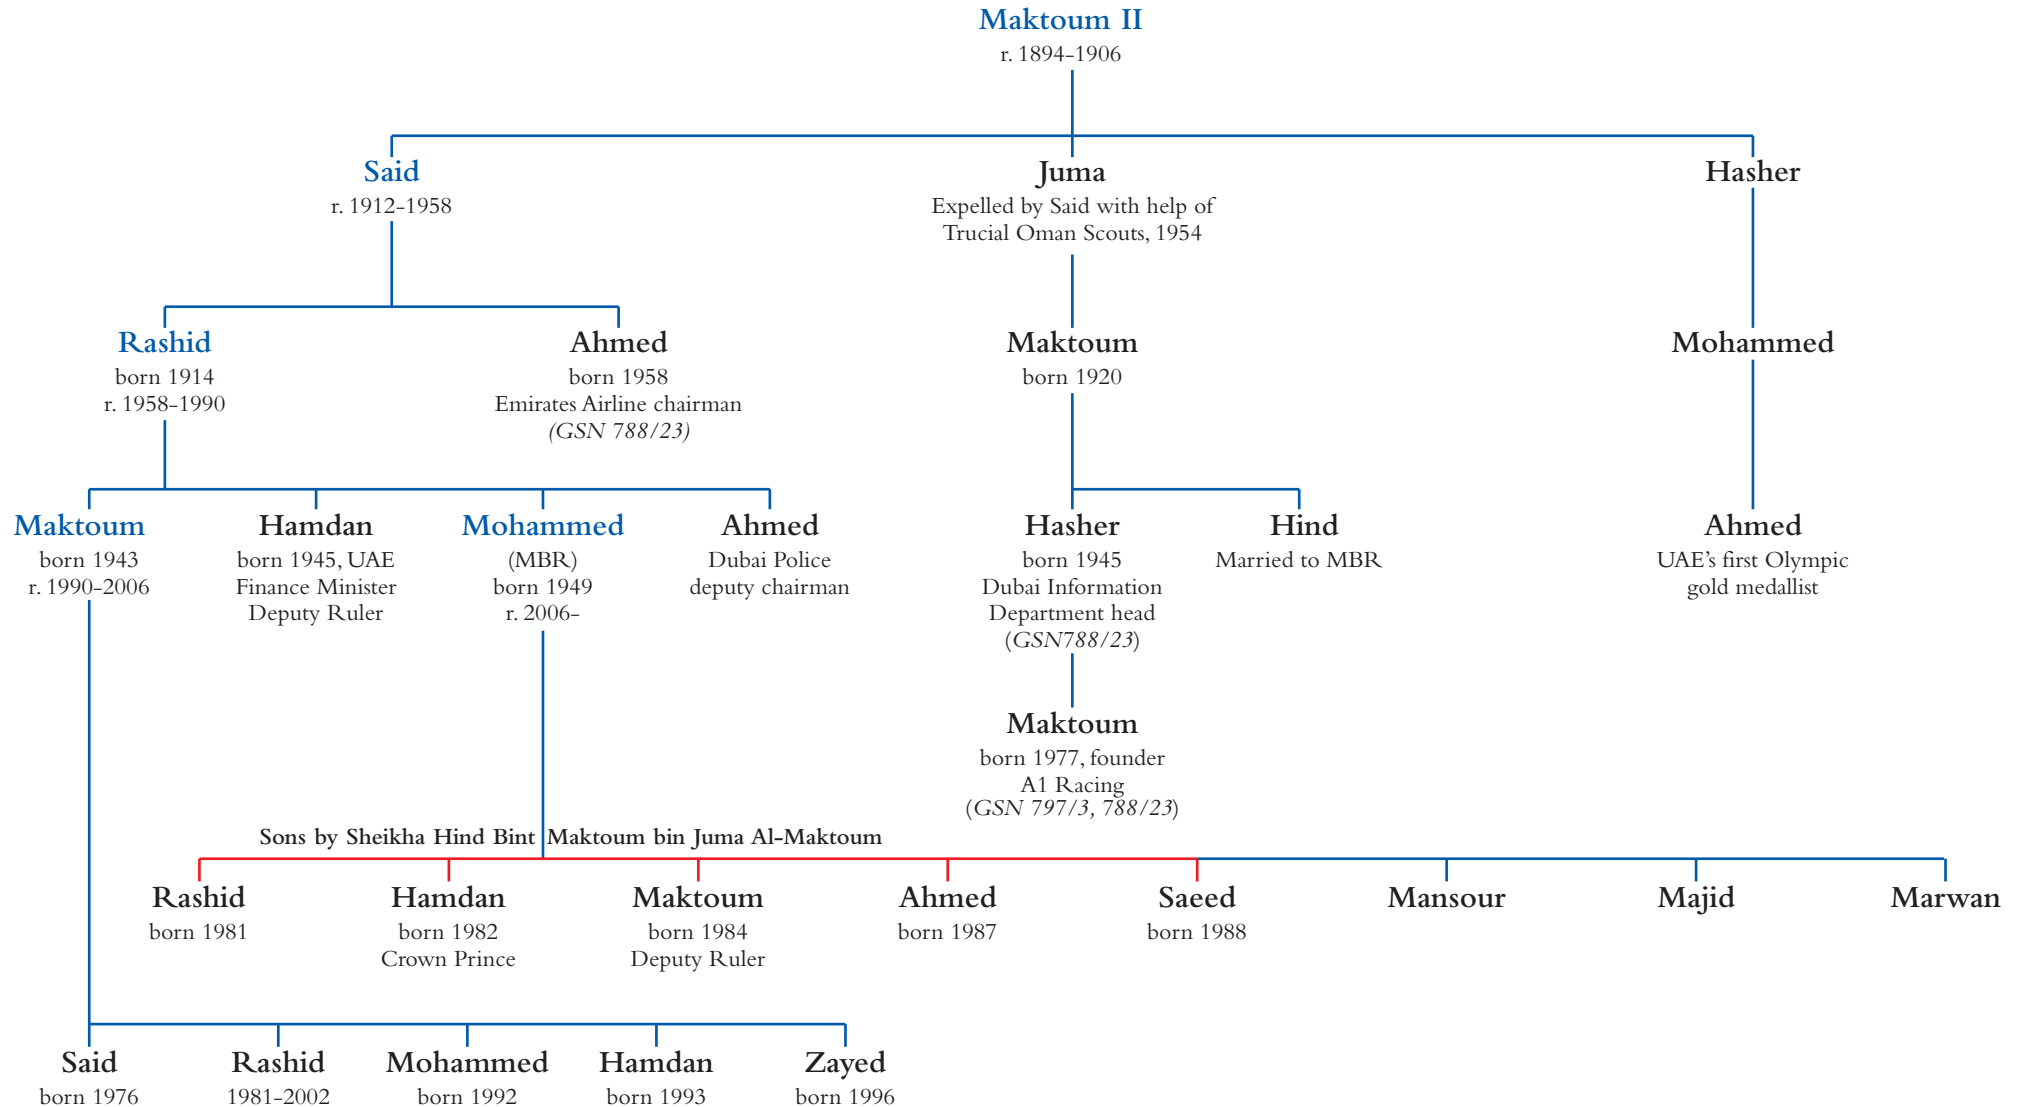 Maktoum II
r. 1894-1906
Said
r. 1912-1958
Juma
Expelled by Said with help of
Trucial Oman Scouts, 1954
Hasher
Rashid
born 1914
r. 1958-1990
Ahmed
born 1958
Emirates Airline chairman
(GSN 788/23)
Maktoum
born 1920
Mohammed
Maktoum
born 1943
r. 1990-2006
Hamdan
born 1945, UAE
Finance Minister
Deputy Ruler
Mohammed
(MBR)
born 1949
r. 2006-
Ahmed
Dubai Police
deputy chairman
Hasher
born 1945
Dubai Information
Department head
(GSN788/23)
Hind
Married to MBR
Ahmed
UAE's first Olympic
gold medallist
Maktoum
born 1977, founder
A1 Racing
(GSN 797/3, 788/23)
Sons by Sheikha Hind Bint Maktoum bin Juma Al-Maktoum
Rashid
born 1981
Hamdan
born 1982
Crown Prince
Maktoum
born 1984
Deputy Ruler
Ahmed
born 1987
Saeed
born 1988
Mansour
Majid
Marwan
Said
born 1976
Rashid
1981-2002
Mohammed
born 1992
Hamdan
born 1993
Zayed
born 1996